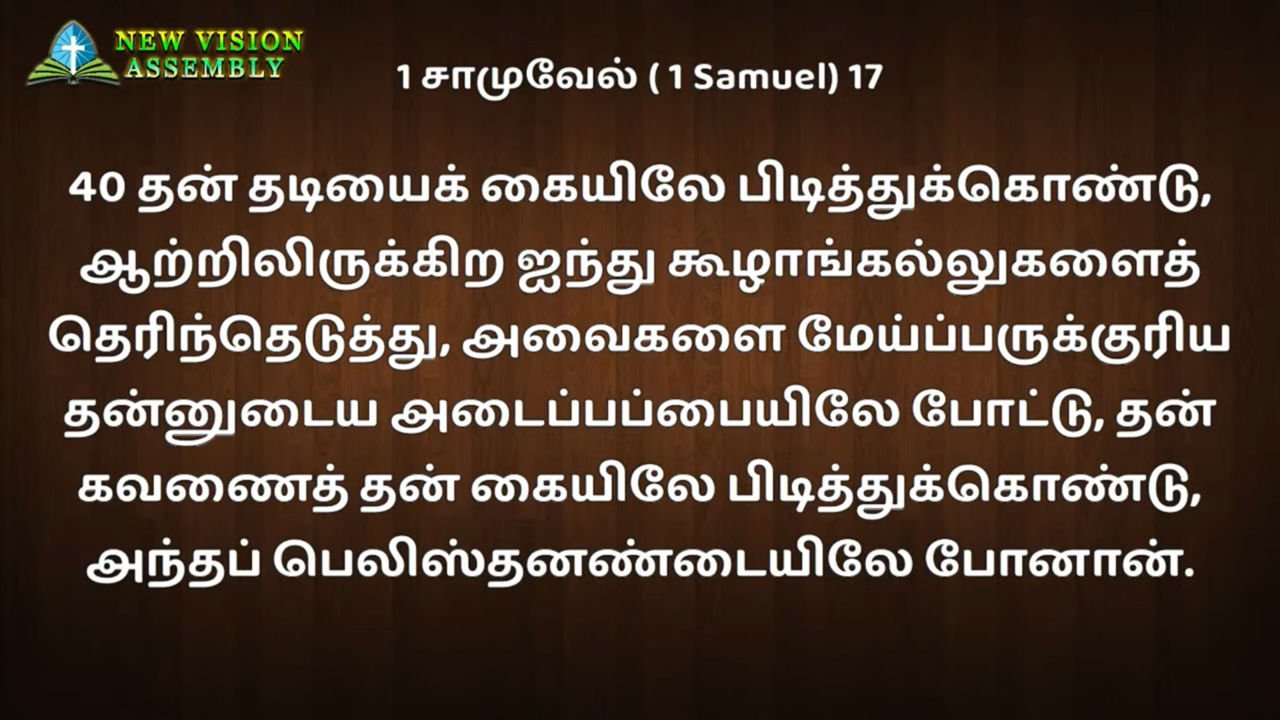 NEW VISION
ASSEMBLY
1 சாமுவேல் ( 1 Samuel) 17
40 தன் தடியைக் கையிலே பிடித்துக்கொண்டு,
ஆற்றிலிருக்கிற ஐந்து கூழாங்கல்லுகளைத்
தெரிந்தெடுத்து, அவைகளை மேய்ப்பருக்குரிய
தன்னுடைய அடைப்பப்பையிலே போட்டு, தன்
கவணைத் தன் கையிலே பிடித்துக்கொண்டு,
அந்தப் பெலிஸ்தனண்டையிலே போனான்.